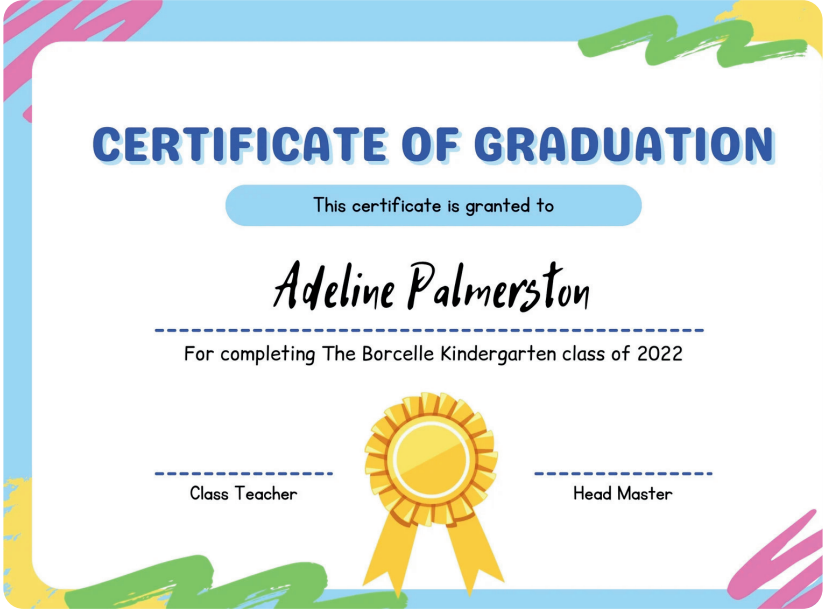 CERTIFICATE OF GRADUATION
This certificate is granted to
Adeline Palmerston
For completing The Borcelle Kindergarten class of 2022
Class Teacher
Head Master